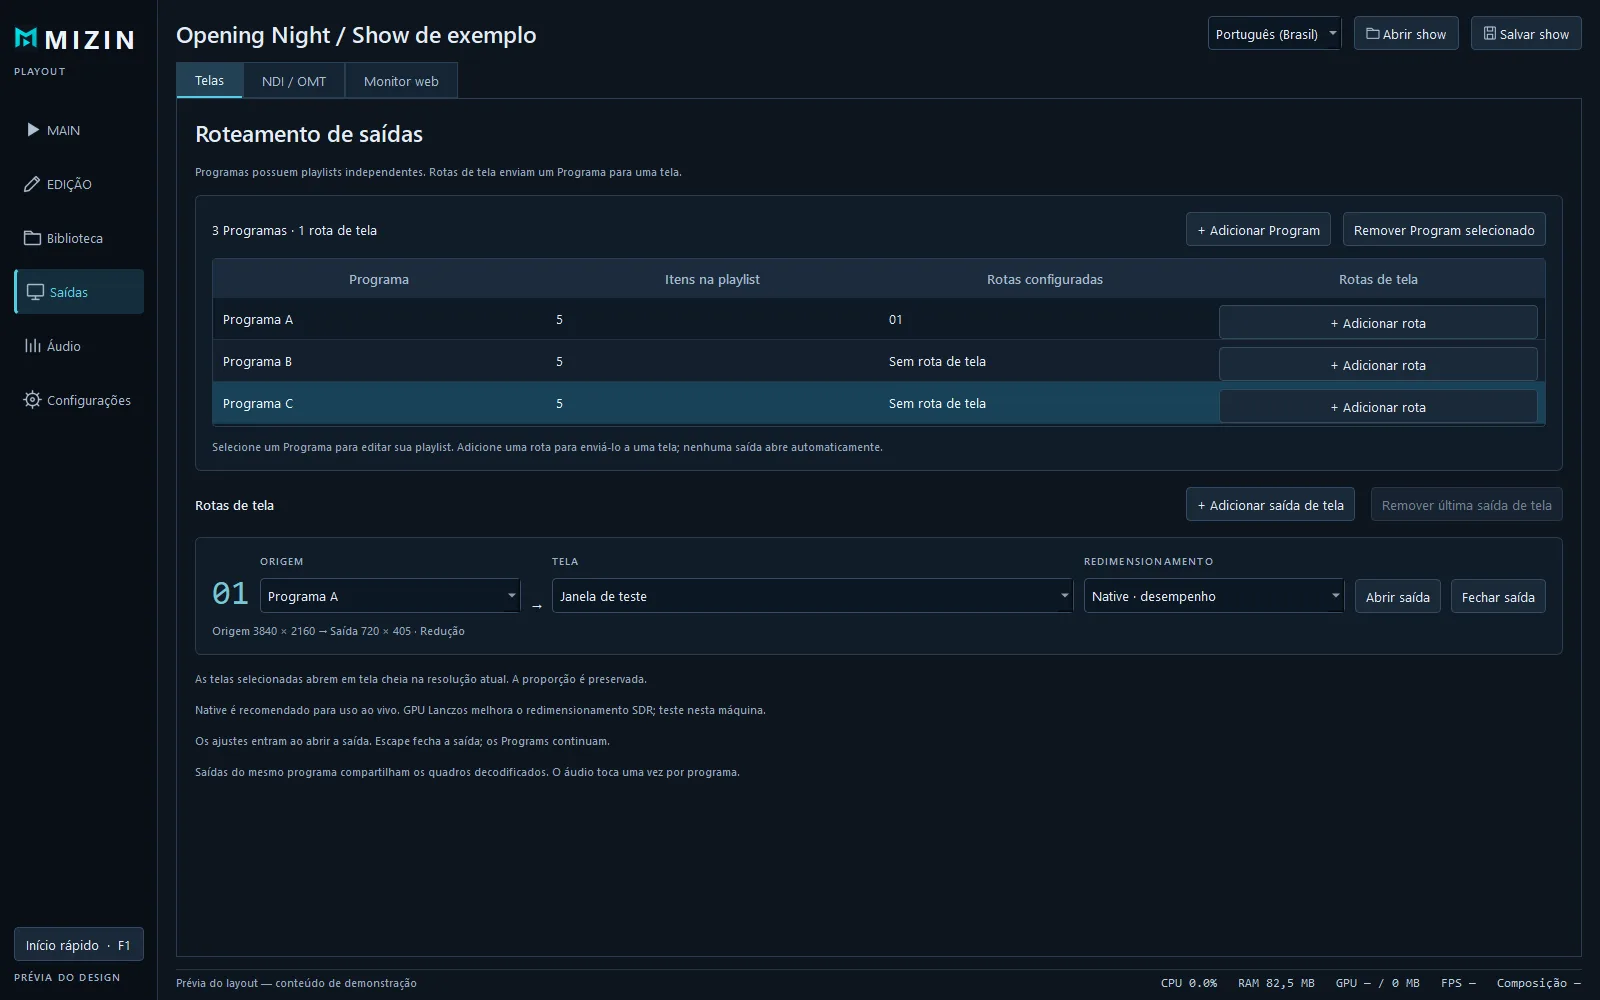 MIZIN
PLAYOUT
MAIN
EDIÇÃO
Biblioteca
Saídas
Áudio
Configurações
Início rápido · F1
PRÉVIA DO DESIGN
Opening Night / Show de exemplo
Português (Brasil)
Abrir show
Salvar show
Telas
NDI / OMT
Monitor web
Roteamento de saídas
Programas possuem playlists independentes. Rotas de tela enviam um Programa para uma tela.
3 Programas · 1 rota de tela
+ Adicionar Program
Remover Program selecionado
Programa Itens na playlist Rotas configuradas Rotas de tela
Programa A 5 01 + Adicionar rota
Programa B 5 Sem rota de tela + Adicionar rota
Programa C 5 Sem rota de tela + Adicionar rota
Selecione um Programa para editar sua playlist. Adicione uma rota para enviá-lo a uma tela; nenhuma saída abre automaticamente.
Rotas de tela
+ Adicionar saída de tela
Remover última saída de tela
ORIGEM TELA REDIMENSIONAMENTO
01 Programa A → Janela de teste Native · desempenho Abrir saída Fechar saída
Origem 3840 × 2160 → Saída 720 × 405 · Redução
As telas selecionadas abrem em tela cheia na resolução atual. A proporção é preservada.
Native é recomendado para uso ao vivo. GPU Lanczos melhora o redimensionamento SDR; teste nesta máquina.
Os ajustes entram ao abrir a saída. Escape fecha a saída; os Programs continuam.
Saídas do mesmo programa compartilham os quadros decodificados. O áudio toca uma vez por programa.
Prévia do layout — conteúdo de demonstração
CPU 0.0% RAM 82,5 MB GPU — / 0 MB FPS — Composição —